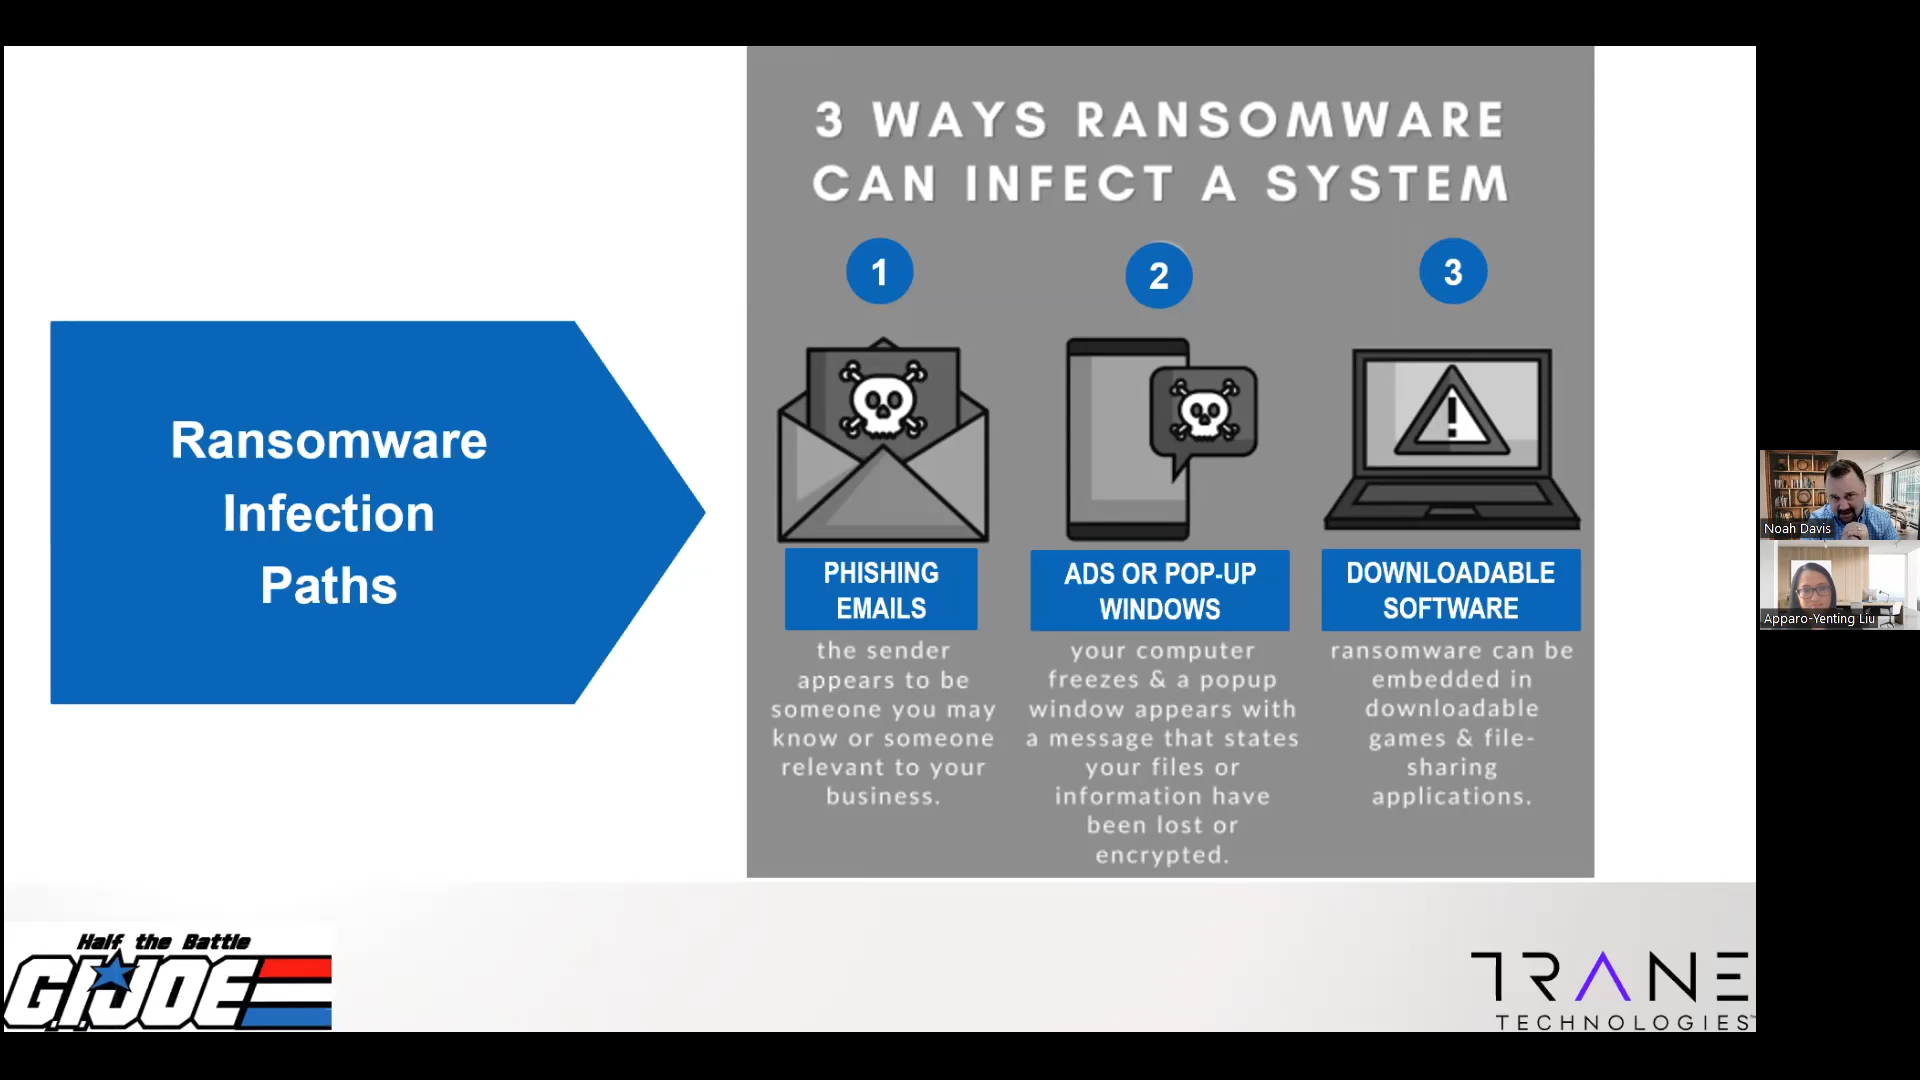 3 WAYS RANSOMWARE
CAN INFECT A SYSTEM
1
2
3
Ransomware
Infection
Paths
PHISHING
EMAILS
the sender
appears to be
someone you may
know or someone
relevant to your
business.
ADS OR POP-UP
WINDOWS
your computer
freezes & a popup
window appears with
a message that states
your files or
information have
been lost or
encrypted.
DOWNLOADABLE
SOFTWARE
ransomware can be
embedded in
downloadable
games & file-
sharing
applications.
Noah Davis
Apparo-Yenting Liu
Half the Battle
G.I.JOE
TRANE
TECHNOLOGIES™